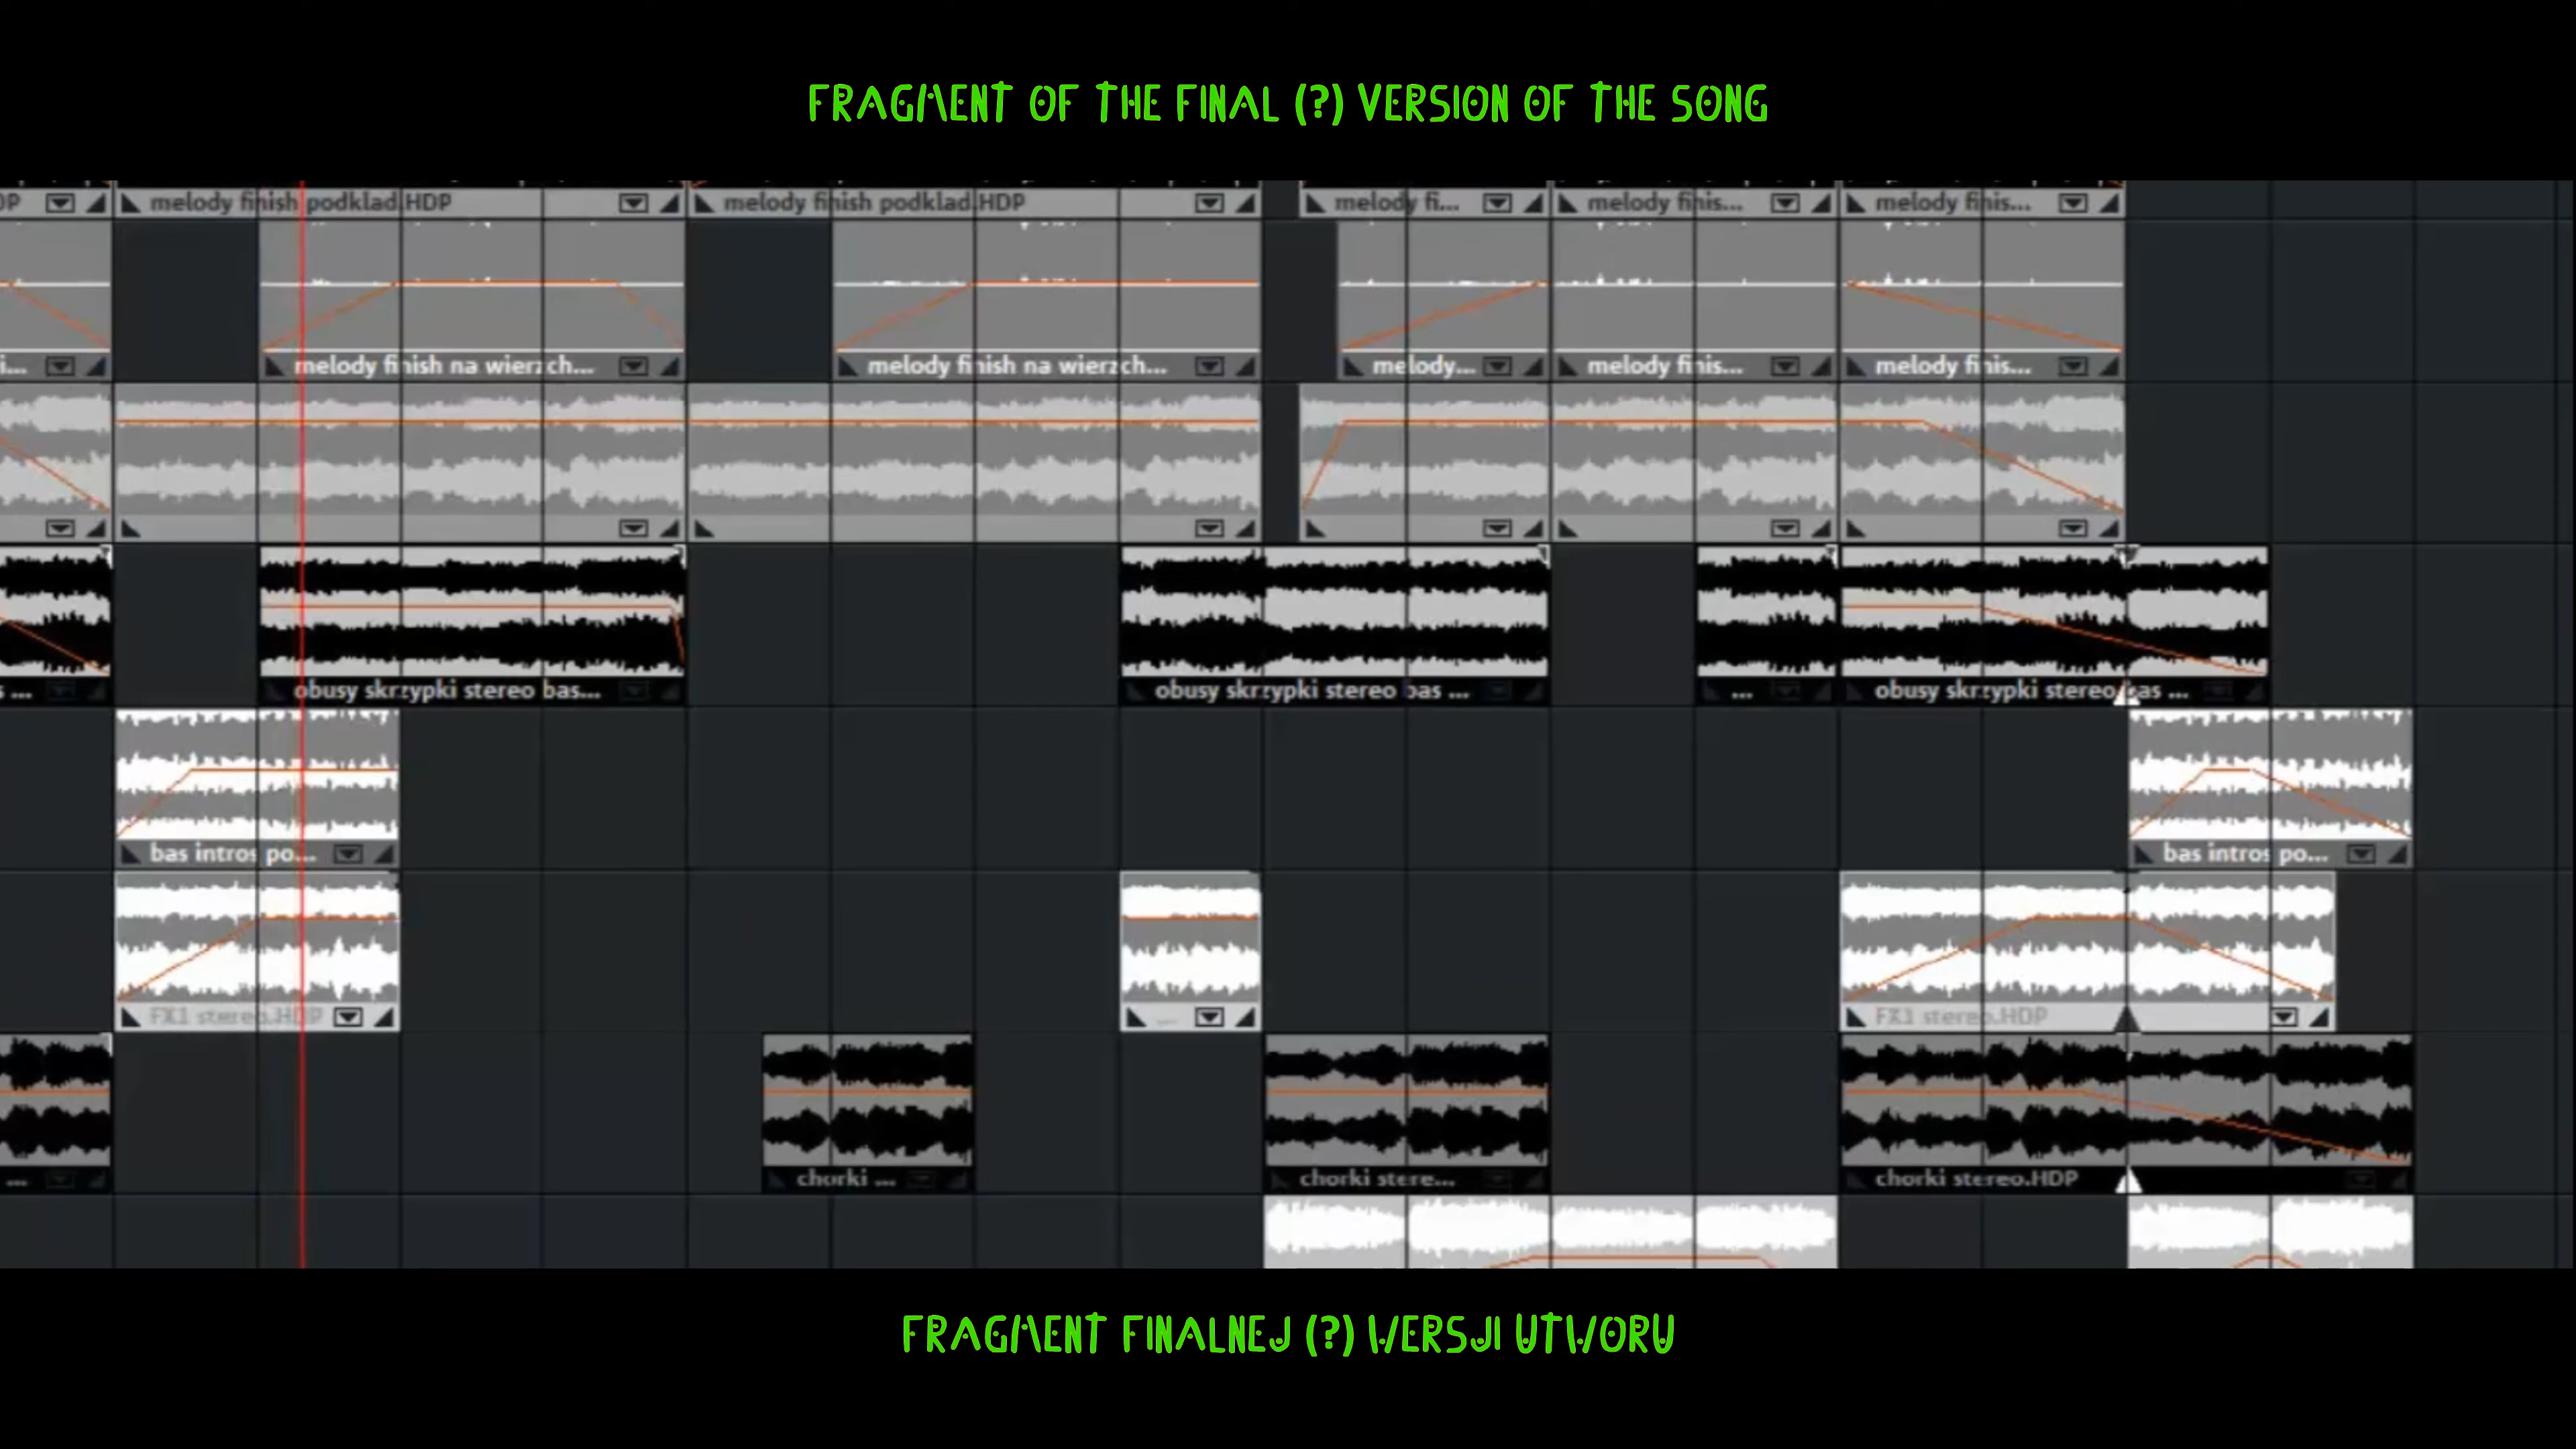 FRAGMENT OF THE FINAL (?) VERSION OF THE SONG
P melody finish podklad.HDP melody finish podklad.HDP melody fi... melody finis... melody finis...
... melody finish na wierzch... melody finish na wierzch... melody... melody finis... melody finis...
... obusy skrzypki stereo bas... obusy skrzypki stereo bas ... ... obusy skrzypki stereo bas ...
bas intros po... bas intros po...
FX1 stereo.HDP ... FX1 stereo.HDP
... chorki ... chorki stere... chorki stereo.HDP
FRAGMENT FINALNEJ (?) WERSJI UTWORU